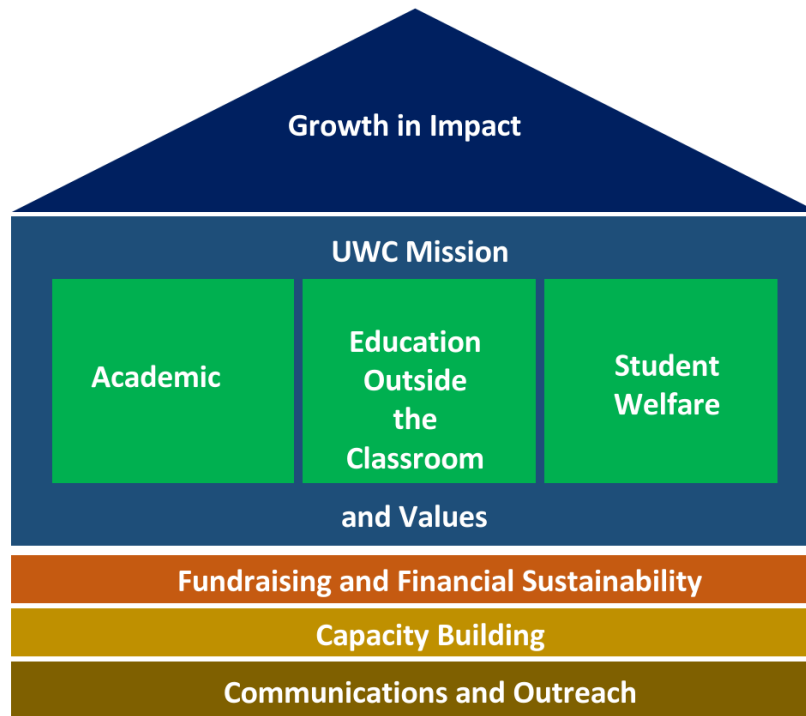 Growth in Impact
UWC Mission
Academic
Education
Outside
the
Classroom
Student
Welfare
and Values
Fundraising and Financial Sustainability
Capacity Building
Communications and Outreach